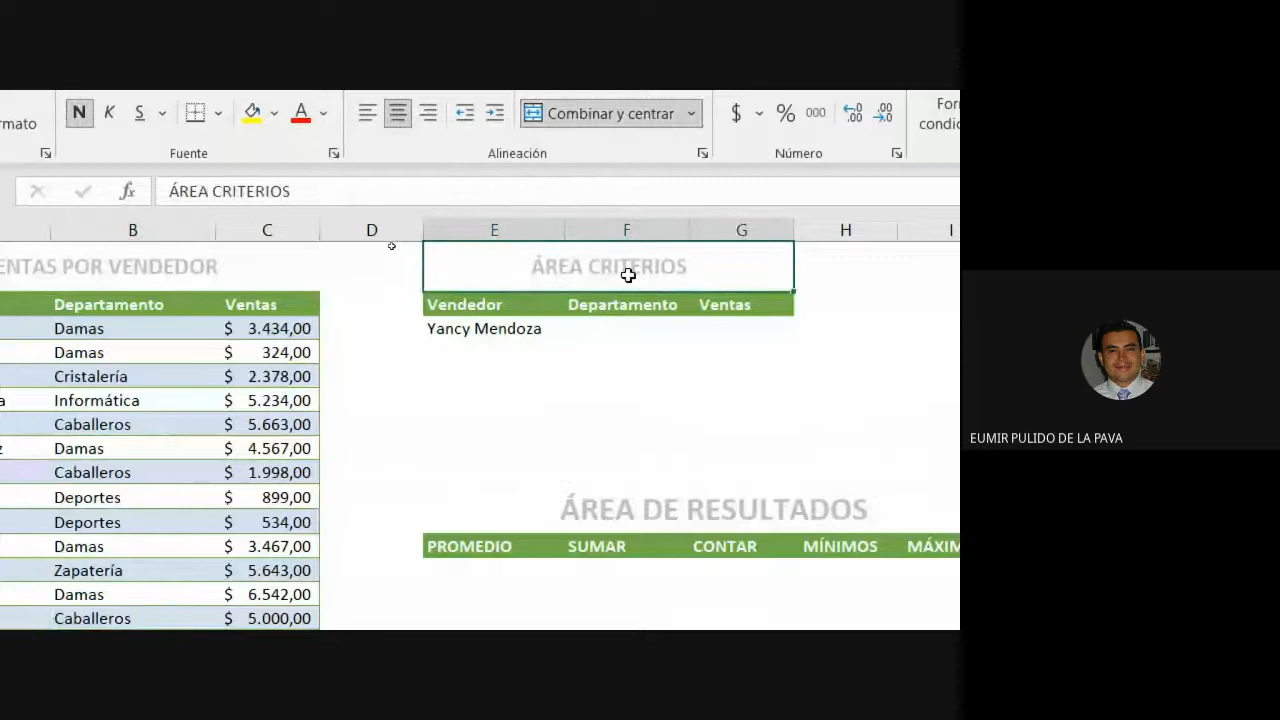 rmato
N K S A
Combinar y centrar
$ % 000
For
condic
Fuente
Alineación
Número
fx ÁREA CRITERIOS
B C D E F G H I
ENTAS POR VENDEDOR
ÁREA CRITERIOS
Departamento Ventas
Vendedor Departamento Ventas
Damas $ 3.434,00
Yancy Mendoza
Damas $ 324,00
Cristalería $ 2.378,00
a Informática $ 5.234,00
Caballeros $ 5.663,00
z Damas $ 4.567,00
Caballeros $ 1.998,00
Deportes $ 899,00
Deportes $ 534,00
Damas $ 3.467,00
Zapatería $ 5.643,00
Damas $ 6.542,00
Caballeros $ 5.000,00
ÁREA DE RESULTADOS
PROMEDIO SUMAR CONTAR MÍNIMOS MÁXIM
EUMIR PULIDO DE LA PAVA